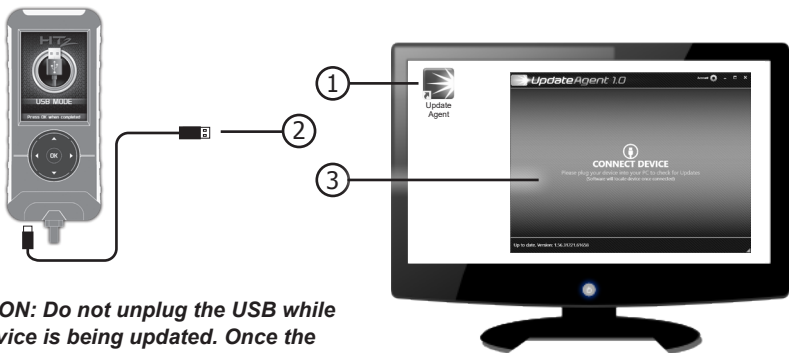 HT2
USB MODE
Press OK when completed
OK
1
2
3
Update
Agent
UpdateAgent 1.0
CONNECT DEVICE
Please plug your device into your PC to check for Updates
(Software will locate device once connected)
Up to date. Version:
ON: Do not unplug the USB while
vice is being updated. Once the